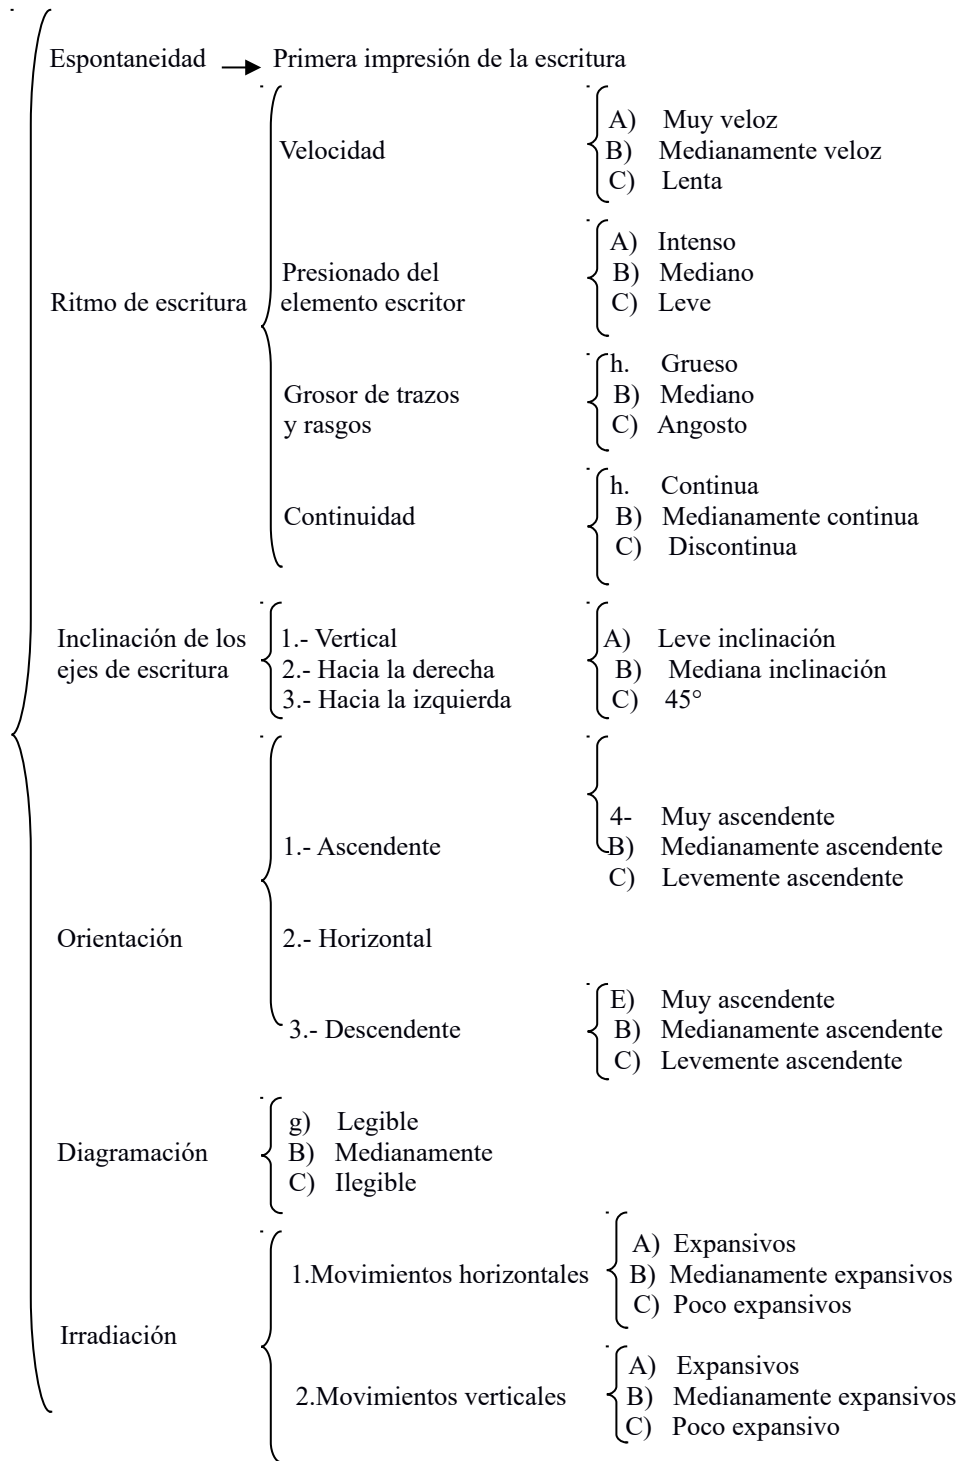 Espontaneidad Primera impresión de la escritura
A) Muy veloz
Velocidad B) Medianamente veloz
C) Lenta
A) Intenso
Presionado del B) Mediano
Ritmo de escritura elemento escritor C) Leve
h. Grueso
Grosor de trazos B) Mediano
y rasgos C) Angosto
h. Continua
Continuidad B) Medianamente continua
C) Discontinua
Inclinación de los 1.- Vertical A) Leve inclinación
ejes de escritura 2.- Hacia la derecha B) Mediana inclinación
3.- Hacia la izquierda C) 45°
4- Muy ascendente
1.- Ascendente B) Medianamente ascendente
C) Levemente ascendente
Orientación 2.- Horizontal
E) Muy ascendente
3.- Descendente B) Medianamente ascendente
C) Levemente ascendente
g) Legible
Diagramación B) Medianamente
C) Ilegible
A) Expansivos
1.Movimientos horizontales B) Medianamente expansivos
C) Poco expansivos
Irradiación
A) Expansivos
2.Movimientos verticales B) Medianamente expansivos
C) Poco expansivo